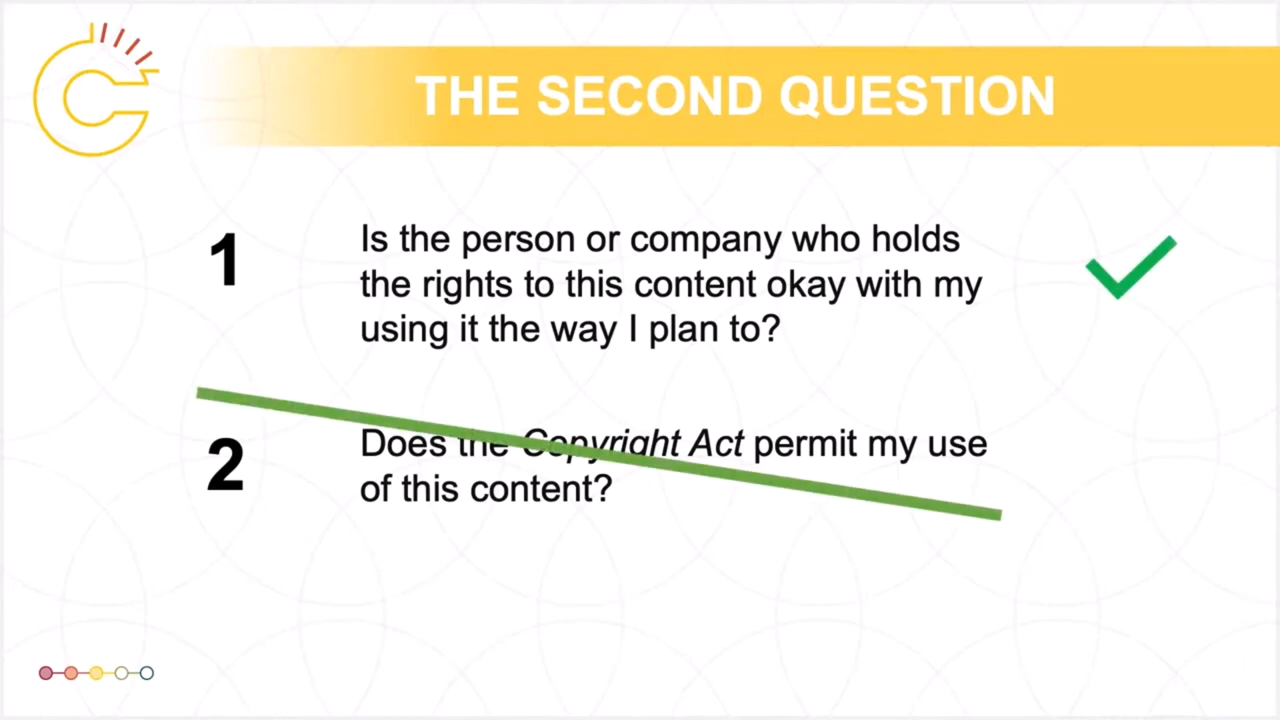 THE SECOND QUESTION
1
Is the person or company who holds
the rights to this content okay with my
using it the way I plan to?
2
Does the Copyright Act permit my use
of this content?